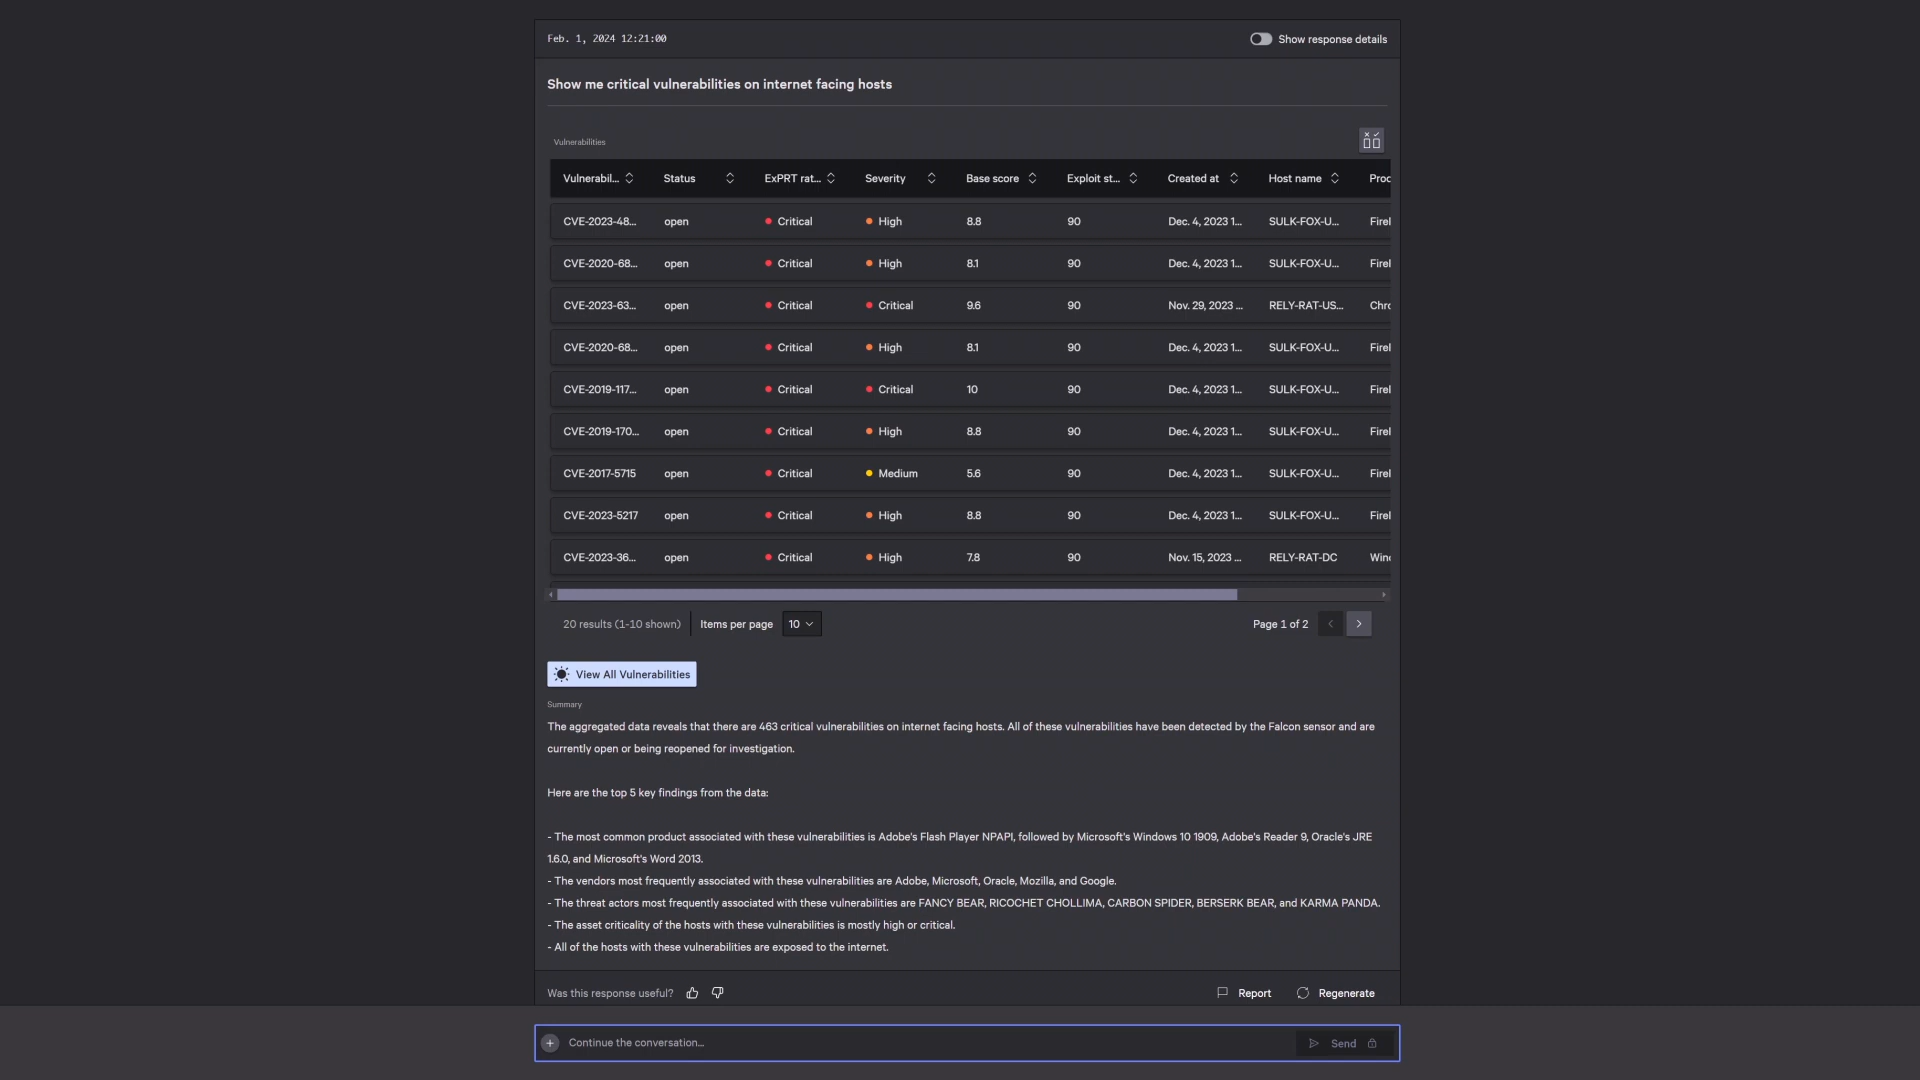 Feb. 1, 2024 12:21:00 Show response details
Show me critical vulnerabilities on internet facing hosts
Vulnerabilities
Vulnerabil... Status ExPRT rat... Severity Base score Exploit st... Created at Host name Proc
CVE-2023-48... open Critical High 8.8 90 Dec. 4, 2023 1... SULK-FOX-U... Firef
CVE-2020-68... open Critical High 8.1 90 Dec. 4, 2023 1... SULK-FOX-U... Firef
CVE-2023-63... open Critical Critical 9.6 90 Nov. 29, 2023 ... RELY-RAT-US... Chro
CVE-2020-68... open Critical High 8.1 90 Dec. 4, 2023 1... SULK-FOX-U... Firef
CVE-2019-117... open Critical Critical 10 90 Dec. 4, 2023 1... SULK-FOX-U... Firef
CVE-2019-170... open Critical High 8.8 90 Dec. 4, 2023 1... SULK-FOX-U... Firef
CVE-2017-5715 open Critical Medium 5.6 90 Dec. 4, 2023 1... SULK-FOX-U... Firef
CVE-2023-5217 open Critical High 8.8 90 Dec. 4, 2023 1... SULK-FOX-U... Firef
CVE-2023-36... open Critical High 7.8 90 Nov. 15, 2023 ... RELY-RAT-DC Winc
20 results (1-10 shown) Items per page 10 Page 1 of 2
View All Vulnerabilities
Summary
The aggregated data reveals that there are 463 critical vulnerabilities on internet facing hosts. All of these vulnerabilities have been detected by the Falcon sensor and are
currently open or being reopened for investigation.
Here are the top 5 key findings from the data:
- The most common product associated with these vulnerabilities is Adobe's Flash Player NPAPI, followed by Microsoft's Windows 10 1909, Adobe's Reader 9, Oracle's JRE
1.6.0, and Microsoft's Word 2013.
- The vendors most frequently associated with these vulnerabilities are Adobe, Microsoft, Oracle, Mozilla, and Google.
- The threat actors most frequently associated with these vulnerabilities are FANCY BEAR, RICOCHET CHOLLIMA, CARBON SPIDER, BERSERK BEAR, and KARMA PANDA.
- The asset criticality of the hosts with these vulnerabilities is mostly high or critical.
- All of the hosts with these vulnerabilities are exposed to the internet.
Was this response useful? Report Regenerate
Continue the conversation... Send